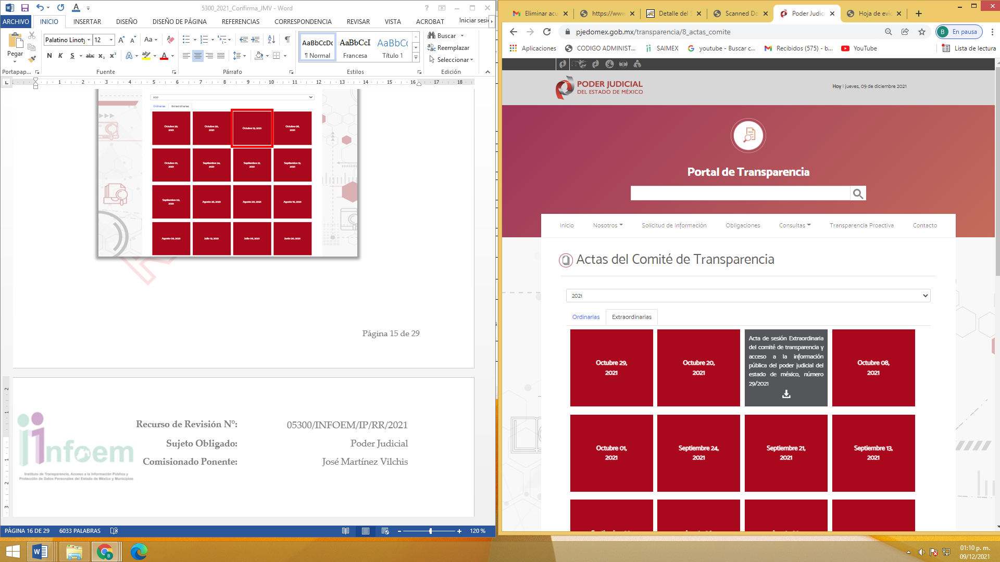 5300_2021_Confirma_JMV - Word
ARCHIVO INICIO INSERTAR DISEÑO DISEÑO DE PÁGINA REFERENCIAS CORRESPONDENCIA REVISAR VISTA ACROBAT Iniciar sesi
Pegar
Palatino Linoty 12
N K S abc
AaBbCcDc AaBbCcI AaBbCc
¶ Normal Francesa Título 1
Buscar
Reemplazar
Seleccionar
Portapap... Fuente Párrafo Estilos Edición
1 2 3 4 5 6 7 8 9 10 11 12 13 14 15 16 17 18
2021
Ordinarias Extraordinarias
Octubre 29, 2021
Octubre 20, 2021
Octubre 13, 2021
Octubre 08, 2021
Octubre 01, 2021
Septiembre 24, 2021
Septiembre 21, 2021
Septiembre 13, 2021
Septiembre 02, 2021
Agosto 26, 2021
Agosto 20, 2021
Agosto 16, 2021
Agosto 09, 2021
Julio 13, 2021
Julio 06, 2021
Junio 30, 2021
Página 15 de 29
infoem
Instituto de Transparencia, Acceso a la Información Pública y
Protección de Datos Personales del Estado de México y Municipios
Recurso de Revisión N°: 05300/INFOEM/IP/RR/2021
Sujeto Obligado: Poder Judicial
Comisionado Ponente: José Martínez Vilchis
PÁGINA 16 DE 29 6033 PALABRAS 120 %
Eliminar acu https://www Detalle del Scanned Do Poder Judic Hoja de evi
pjedomex.gob.mx/transparencia/8_actas_comite
B En pausa
Aplicaciones CODIGO ADMINIST... SAIMEX youtube - Buscar c... Recibidos (575) - b... YouTube Lista de lectura
PODER JUDICIAL
DEL ESTADO DE MÉXICO
Hoy | jueves, 09 de diciembre 2021
Portal de Transparencia
Inicio Nosotros Solicitud de Información Obligaciones Consultas Transparencia Proactiva Contacto
Actas del Comité de Transparencia
2021
Ordinarias Extraordinarias
Octubre 29,
2021
Octubre 20,
2021
Acta de sesión Extraordinaria
del comité de transparencia y
acceso a la información
pública del poder judicial del
estado de méxico, número
29/2021
Octubre 08,
2021
Octubre 01,
2021
Septiembre 24,
2021
Septiembre 21,
2021
Septiembre 13,
2021
01:10 p. m.
09/12/2021